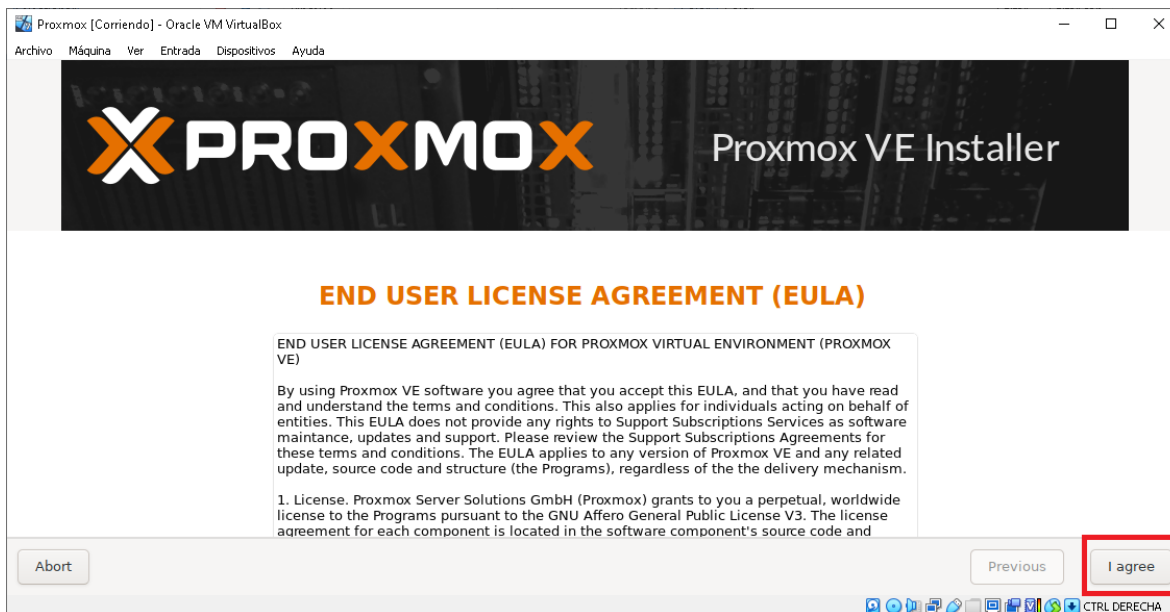 Proxmox [Corriendo] - Oracle VM VirtualBox
Archivo Máquina Ver Entrada Dispositivos Ayuda
PROXMOX
Proxmox VE Installer
END USER LICENSE AGREEMENT (EULA)
END USER LICENSE AGREEMENT (EULA) FOR PROXMOX VIRTUAL ENVIRONMENT (PROXMOX
VE)
By using Proxmox VE software you agree that you accept this EULA, and that you have read
and understand the terms and conditions. This also applies for individuals acting on behalf of
entities. This EULA does not provide any rights to Support Subscriptions Services as software
maintance, updates and support. Please review the Support Subscriptions Agreements for
these terms and conditions. The EULA applies to any version of Proxmox VE and any related
update, source code and structure (the Programs), regardless of the the delivery mechanism.
1. License. Proxmox Server Solutions GmbH (Proxmox) grants to you a perpetual, worldwide
license to the Programs pursuant to the GNU Affero General Public License V3. The license
agreement for each component is located in the software component's source code and
Abort
Previous
I agree
CTRL DERECHA